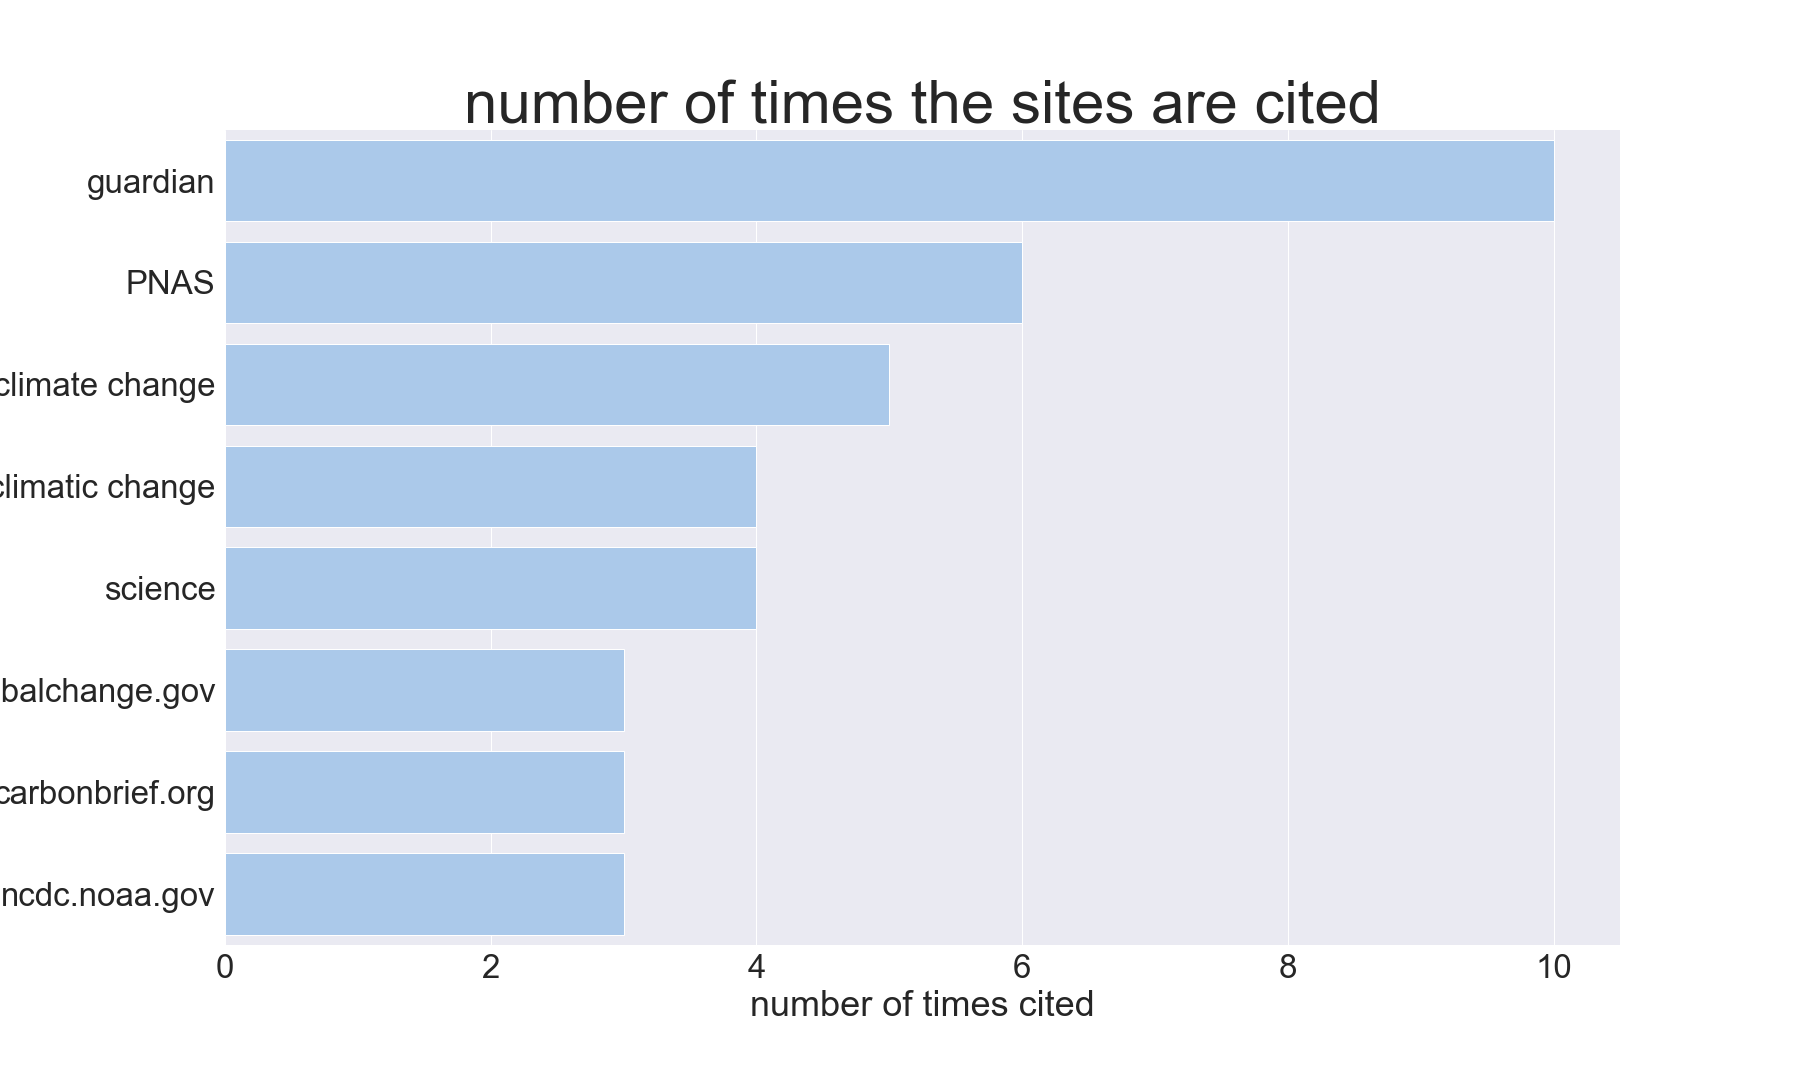 number of times the sites are cited
guardian
PNAS
climate change
climatic change
science
balchange.gov
carbonbrief.org
ncdc.noaa.gov
0 2 4 6 8 10
number of times cited